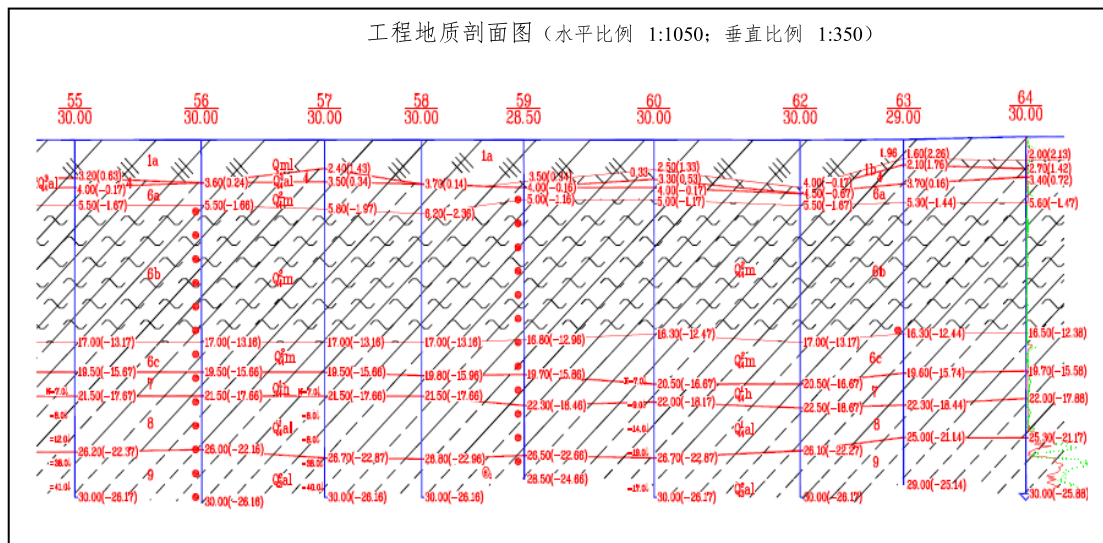 工程地质剖面图（水平比例 1:1050；垂直比例 1:350）
55 56 57 58 59 60 62 63 64
30.00 30.00 30.00 30.00 28.50 30.00 30.00 29.00 30.00
1a Qml 1a 1b
1.96 1.60(2.26) 2.00(2.13)
3.20(0.63) 2.40(1.43) 2.50(1.33) 2.10(1.76) 2.70(1.42)
3.60(0.24) 3.50(0.34) 3.70(0.14) 0.33 3.30(0.53) 4.00(-0.17) 3.70(0.16) 3.40(0.72)
4.00(-0.17) 4 4.00(-0.16) 4.00(-0.17)
6a 6a
5.50(-1.67) 5.50(-1.66) 5.80(-1.97) 6.20(-2.36) 5.00(-1.16) 5.00(-1.17) 5.50(-1.67) 5.30(-1.44) 5.60(-1.47)
6b 6b
17.00(-13.17) 17.00(-13.16) 17.00(-13.16) 17.00(-13.16) 16.80(-12.96) 16.30(-12.47) 17.00(-13.17) 16.30(-12.44) 16.50(-12.38)
6c 6c
19.50(-15.67) 19.50(-15.66) 19.50(-15.66) 19.80(-15.96) 19.70(-15.86) 20.50(-16.67) 20.50(-16.67) 19.60(-15.74) 19.70(-15.58)
7 7
21.50(-17.67) 21.50(-17.66) 21.50(-17.66) 21.50(-17.66) 22.30(-18.46) 22.00(-18.17) 22.50(-18.67) 22.30(-18.44) 22.00(-17.88)
8 8
26.20(-22.37) 26.00(-22.16) 26.70(-22.87) 26.80(-22.96) 26.50(-22.66) 26.70(-22.87) 26.10(-22.27) 25.00(-21.14) 25.30(-21.17)
9 9
30.00(-26.17) 30.00(-26.16) 30.00(-26.16) 30.00(-26.16) 28.50(-24.66) 30.00(-26.17) 30.00(-26.17) 29.00(-25.14) 30.00(-25.88)